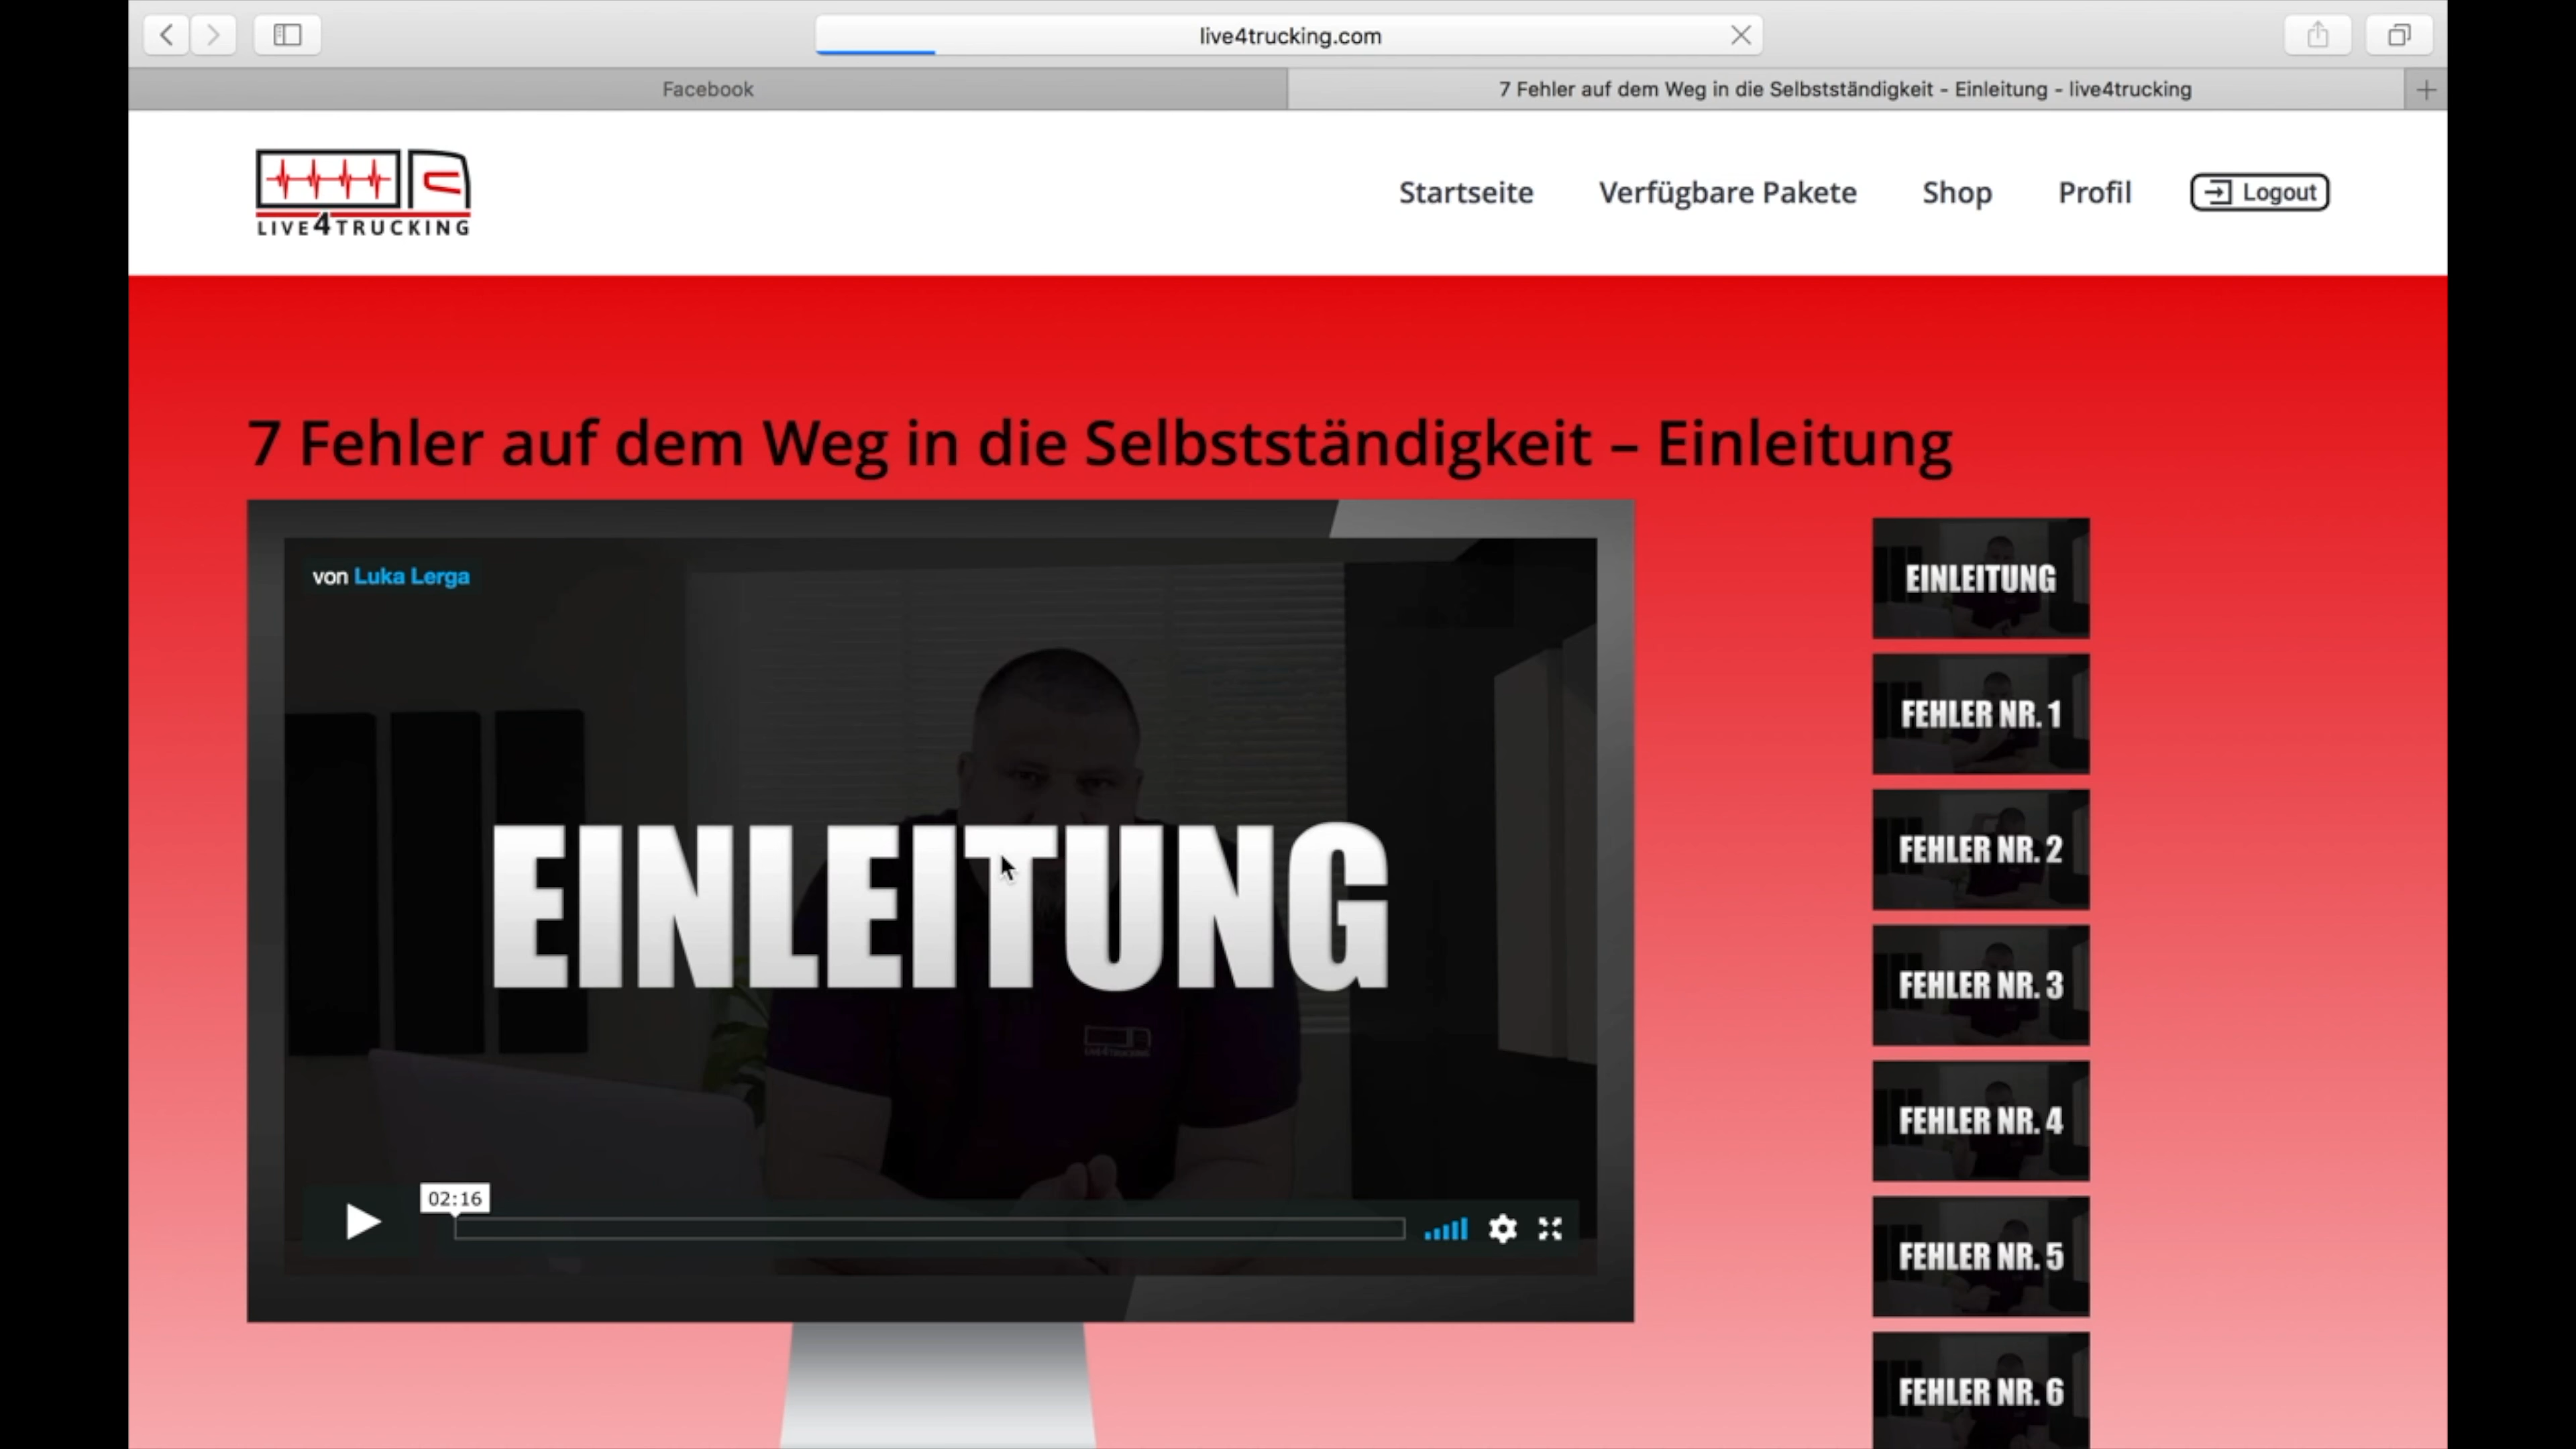 live4trucking.com
Facebook
7 Fehler auf dem Weg in die Selbstständigkeit - Einleitung - live4trucking
LIVE4TRUCKING
Startseite
Verfügbare Pakete
Shop
Profil
Logout
7 Fehler auf dem Weg in die Selbstständigkeit – Einleitung
von Luka Lerga
EINLEITUNG
LIVE4TRUCKING
02:16
EINLEITUNG
FEHLER NR. 1
FEHLER NR. 2
FEHLER NR. 3
FEHLER NR. 4
FEHLER NR. 5
FEHLER NR. 6